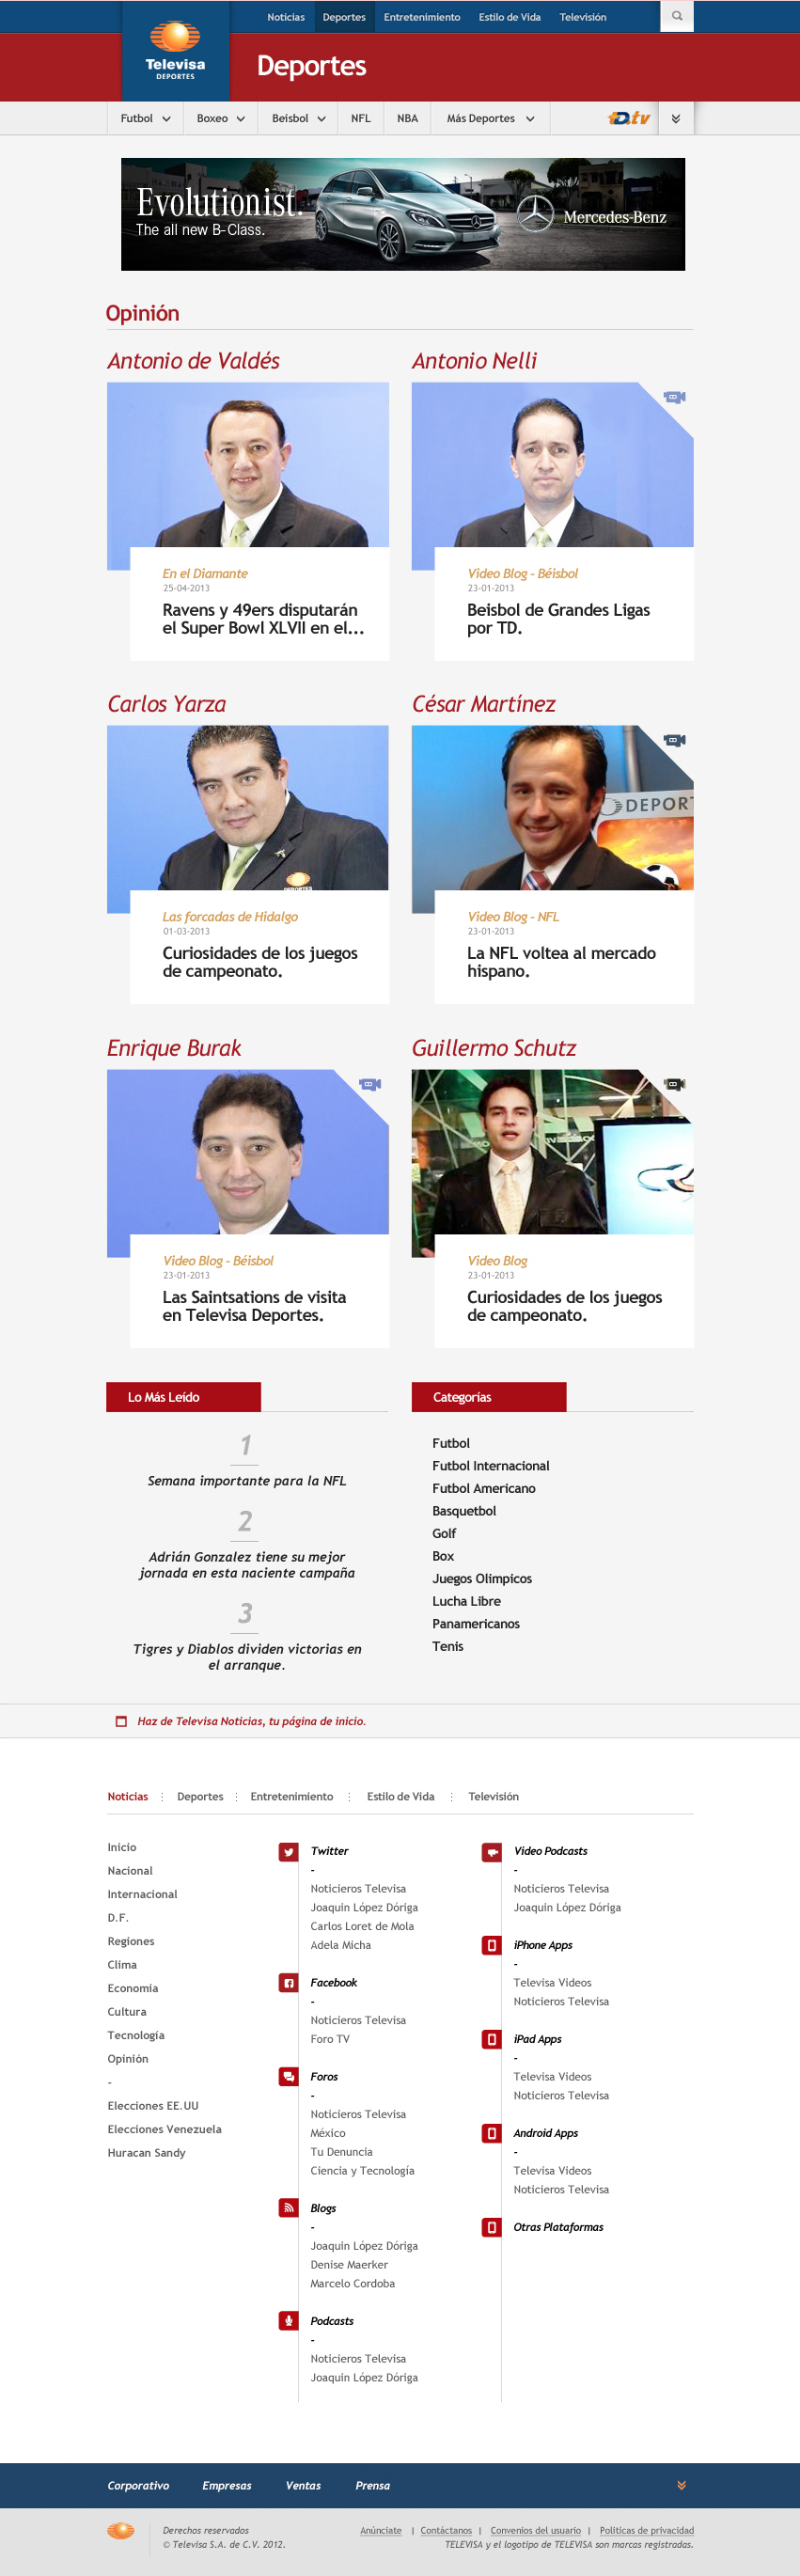 Noticias Deportes Entretenimiento Estilo de Vida Televisión
Televisa
DEPORTES
Deportes
Futbol Boxeo Beisbol NFL NBA Más Deportes TD.tv
Evolutionist.
The all new B-Class.
Mercedes-Benz
Opinión
Antonio de Valdés
En el Diamante
25-04-2013
Ravens y 49ers disputarán
el Super Bowl XLVII en el...
Antonio Nelli
Video Blog - Béisbol
23-01-2013
Beisbol de Grandes Ligas
por TD.
Carlos Yarza
DEPORTES
Las forcadas de Hidalgo
01-03-2013
Curiosidades de los juegos
de campeonato.
César Martínez
DEPORT
Video Blog - NFL
23-01-2013
La NFL voltea al mercado
hispano.
Enrique Burak
Video Blog - Béisbol
23-01-2013
Las Saintsations de visita
en Televisa Deportes.
Guillermo Schutz
Video Blog
23-01-2013
Curiosidades de los juegos
de campeonato.
Lo Más Leído
1
Semana importante para la NFL
2
Adrián Gonzalez tiene su mejor
jornada en esta naciente campaña
3
Tigres y Diablos dividen victorias en
el arranque.
Categorías
Futbol
Futbol Internacional
Futbol Americano
Basquetbol
Golf
Box
Juegos Olimpicos
Lucha Libre
Panamericanos
Tenis
Haz de Televisa Noticias, tu página de inicio.
Noticias Deportes Entretenimiento Estilo de Vida Televisión
Inicio
Nacional
Internacional
D.F.
Regiones
Clima
Economía
Cultura
Tecnología
Opinión
-
Elecciones EE.UU
Elecciones Venezuela
Huracan Sandy
Twitter
-
Noticieros Televisa
Joaquin López Dóriga
Carlos Loret de Mola
Adela Micha
Facebook
-
Noticieros Televisa
Foro TV
Foros
-
Noticieros Televisa
México
Tu Denuncia
Ciencia y Tecnología
Blogs
-
Joaquin López Dóriga
Denise Maerker
Marcelo Cordoba
Podcasts
-
Noticieros Televisa
Joaquin López Dóriga
Video Podcasts
-
Noticieros Televisa
Joaquin López Dóriga
iPhone Apps
-
Televisa Videos
Noticieros Televisa
iPad Apps
-
Televisa Videos
Noticieros Televisa
Android Apps
-
Televisa Videos
Noticieros Televisa
Otras Plataformas
Corporativo Empresas Ventas Prensa
Derechos reservados
© Televisa S.A. de C.V. 2012.
Anúnciate | Contáctanos | Convenios del usuario | Políticas de privacidad
TELEVISA y el logotipo de TELEVISA son marcas registradas.